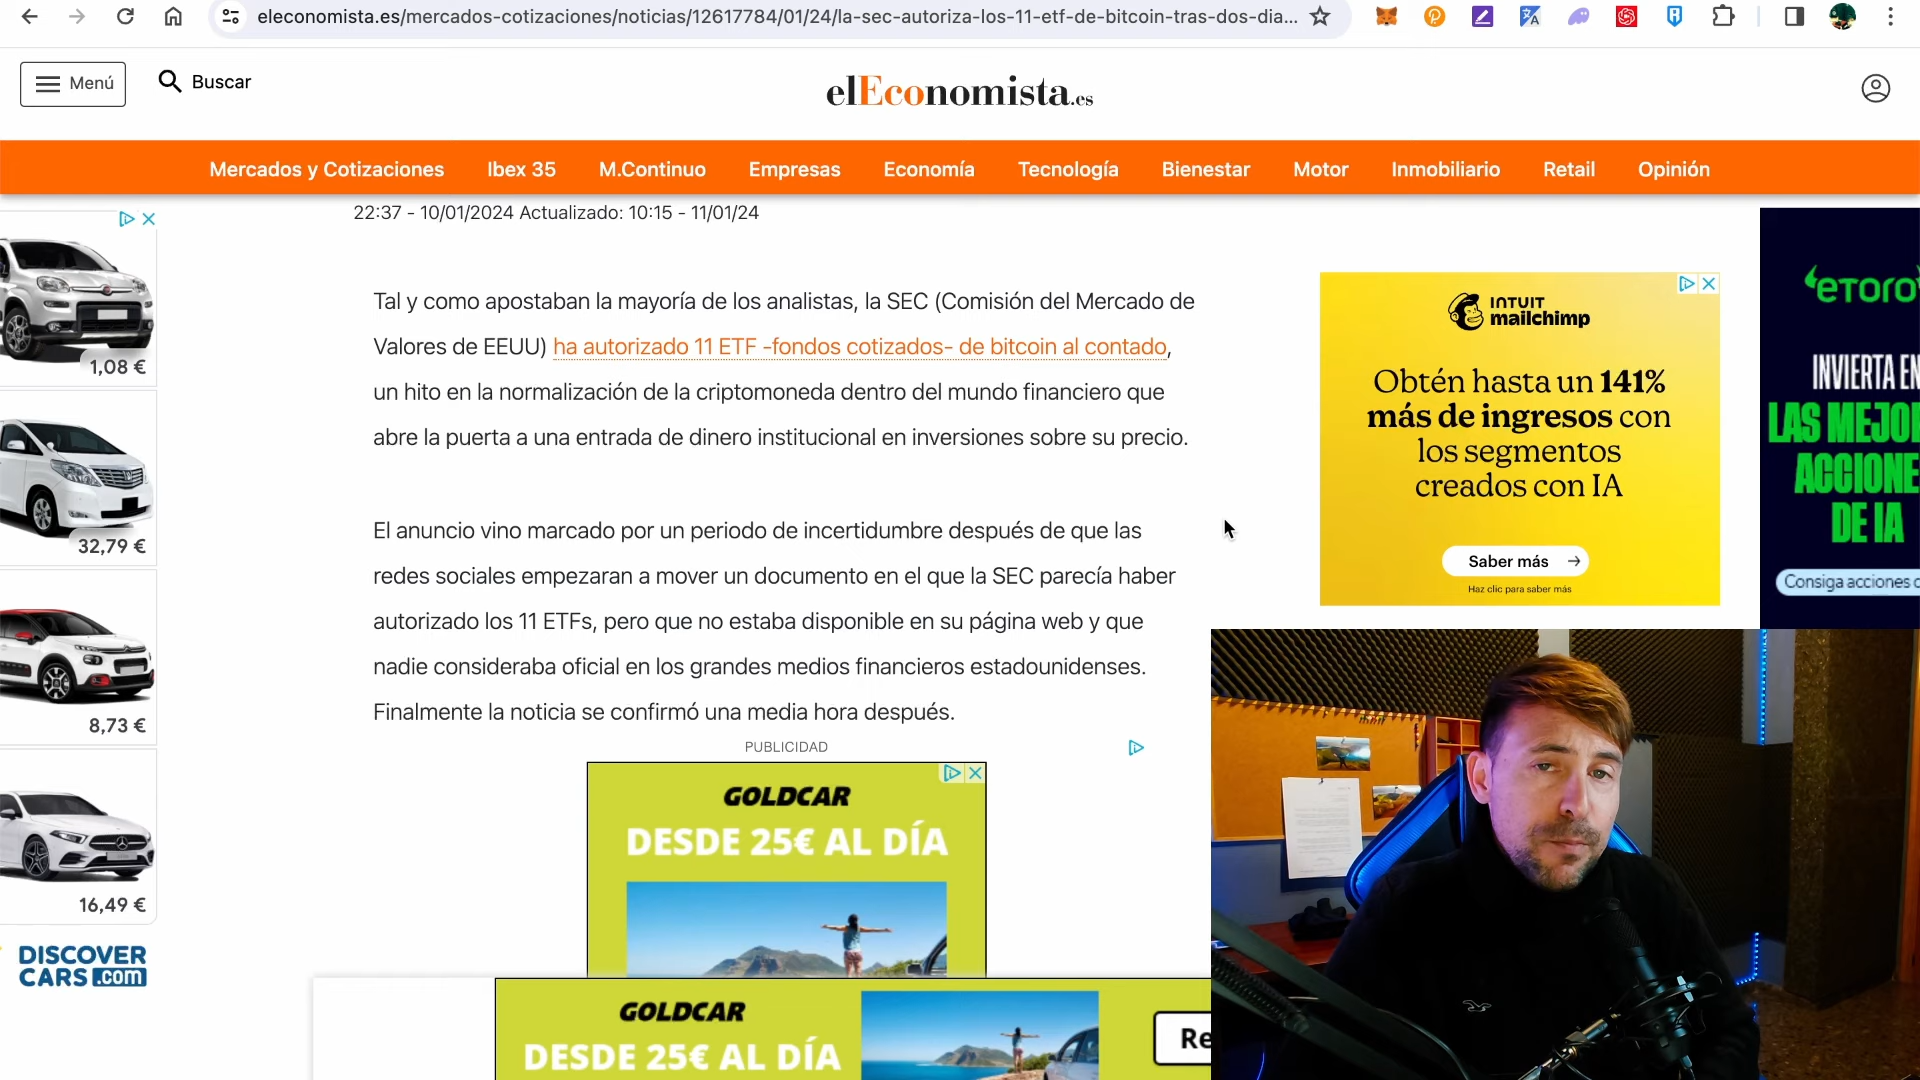 eleconomista.es/mercados-cotizaciones/noticias/12617784/01/24/la-sec-autoriza-los-11-etf-de-bitcoin-tras-dos-dia...
Menú
Buscar
elEconomista.es
Mercados y Cotizaciones
Ibex 35
M.Continuo
Empresas
Economía
Tecnología
Bienestar
Motor
Inmobiliario
Retail
Opinión
22:37 - 10/01/2024 Actualizado: 10:15 - 11/01/24
Tal y como apostaban la mayoría de los analistas, la SEC (Comisión del Mercado de
Valores de EEUU) ha autorizado 11 ETF -fondos cotizados- de bitcoin al contado,
un hito en la normalización de la criptomoneda dentro del mundo financiero que
abre la puerta a una entrada de dinero institucional en inversiones sobre su precio.
El anuncio vino marcado por un periodo de incertidumbre después de que las
redes sociales empezaran a mover un documento en el que la SEC parecía haber
autorizado los 11 ETFs, pero que no estaba disponible en su página web y que
nadie consideraba oficial en los grandes medios financieros estadounidenses.
Finalmente la noticia se confirmó una media hora después.
PUBLICIDAD
GOLDCAR
DESDE 25€ AL DÍA
GOLDCAR
DESDE 25€ AL DÍA
Re
1,08 €
32,79 €
8,73 €
16,49 €
DISCOVER
CARS.com
INTUIT
mailchimp
Obtén hasta un 141%
más de ingresos con
los segmentos
creados con IA
Saber más →
Haz clic para saber más
eToro
INVIERTA EN
LAS MEJOR
ACCIONE
DE IA
Consiga acciones